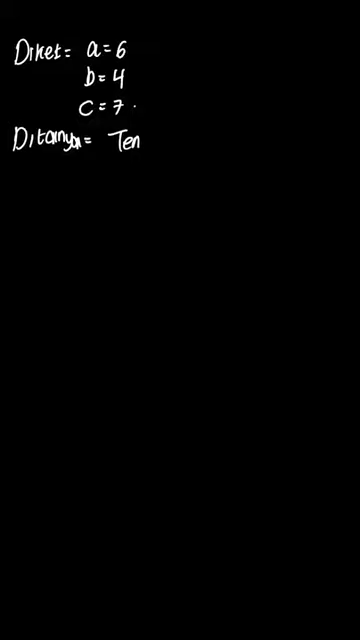 Diket = a = 6
b = 4
c = 7
Ditanya = Ten